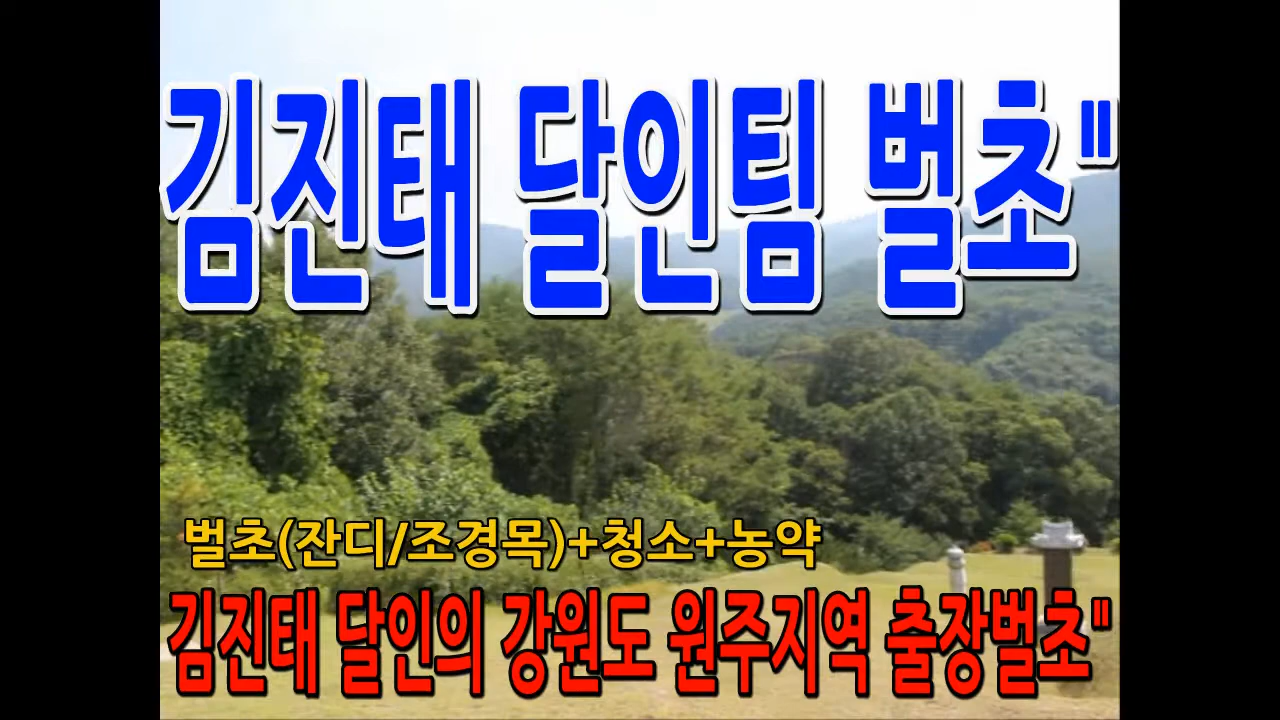 김진태 달인팀 벌초"
벌초(잔디/조경목)+청소+농약
김진태 달인의 강원도 원주지역 출장벌초"